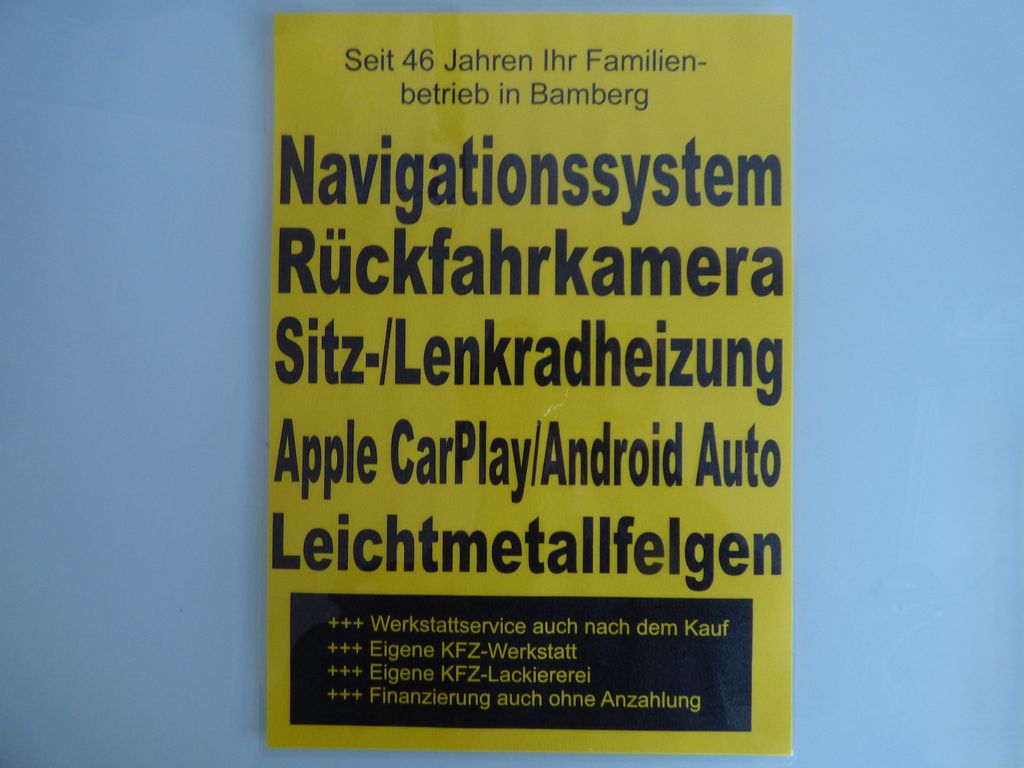 Seit 46 Jahren Ihr Familien-
betrieb in Bamberg
Navigationssystem
Rückfahrkamera
Sitz-/Lenkradheizung
Apple CarPlay/Android Auto
Leichtmetallfelgen
+++ Werkstattservice auch nach dem Kauf
+++ Eigene KFZ-Werkstatt
+++ Eigene KFZ-Lackiererei
+++ Finanzierung auch ohne Anzahlung